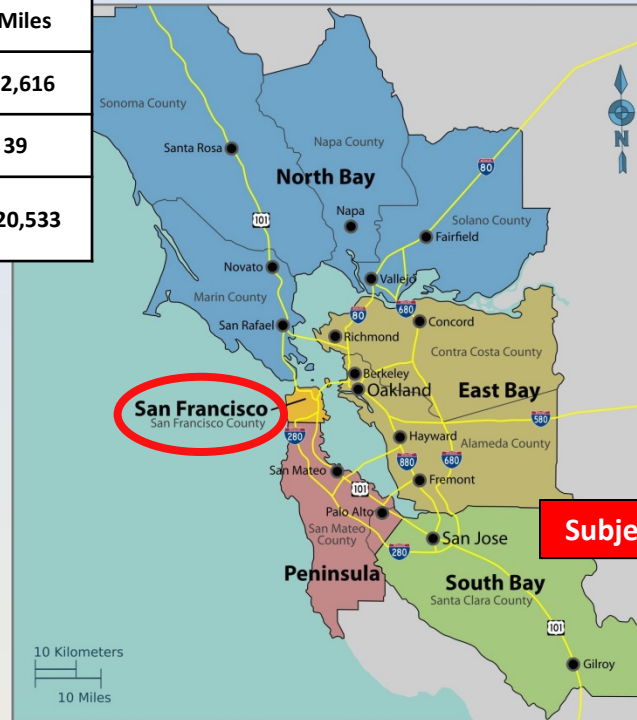 Miles
2,616
39
20,533
Sonoma County
Napa County
Santa Rosa
North Bay
80
N
101
Napa
Solano County
Fairfield
Novato
Vallejo
Marin County
80
680
San Rafael
Concord
Richmond
Contra Costa County
Berkeley
Oakland
East Bay
San Francisco
San Francisco County
580
280
Hayward
Alameda County
880
680
San Mateo
Fremont
101
Palo Alto
San Mateo
County
San Jose
Subje
280
Peninsula
South Bay
Santa Clara County
101
10 Kilometers
Gilroy
10 Miles